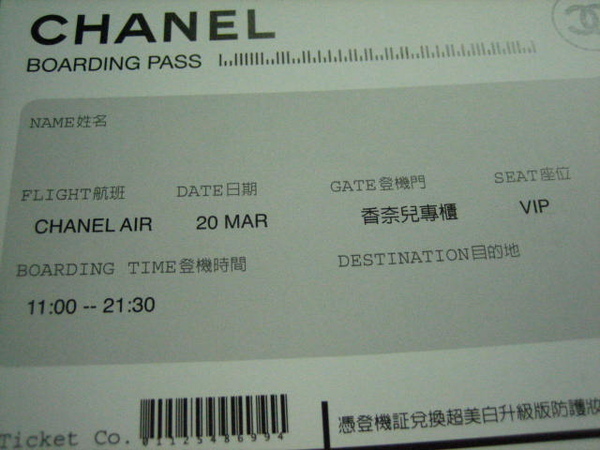 CHANEL
BOARDING PASS
NAME姓名
FLIGHT航班 DATE日期 GATE登機門 SEAT座位
CHANEL AIR 20 MAR 香奈兒專櫃 VIP
BOARDING TIME登機時間 DESTINATION目的地
11:00 -- 21:30
Ticket Co. 01125486994
憑登機証兌換超美白升級版防護妝